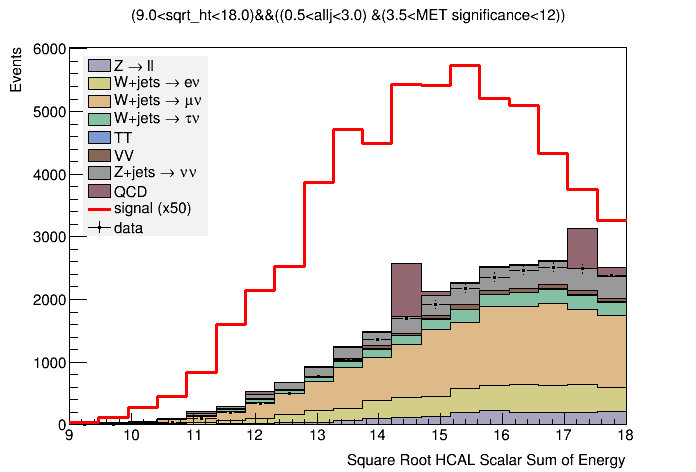 (9.0<sqrt_ht<18.0)&&((0.5<allj<3.0) &(3.5<MET significance<12))
Events
6000
5000
4000
3000
2000
1000
0
Z → ll
W+jets → eν
W+jets → μν
W+jets → τν
TT
VV
Z+jets → νν
QCD
signal (x50)
data
9 10 11 12 13 14 15 16 17 18
Square Root HCAL Scalar Sum of Energy